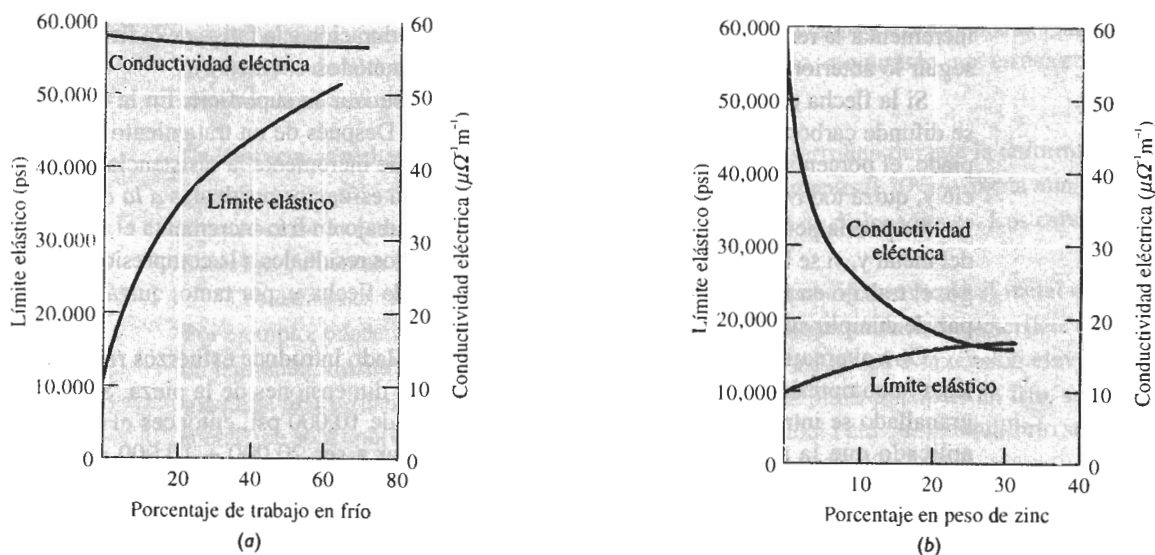 60.000
50,000
40,000
30.000
20,000
10,000
0
Límite elástico (psi)
Conductividad eléctrica
Límite elástico
60
50
40
30
20
10
0
Conductividad eléctrica (μΩ⁻¹m⁻¹)
20
40
60
80
Porcentaje de trabajo en frío
(a)
60,000
50,000
40,000
30,000
20,000
10,000
0
Límite elástico (psi)
Conductividad
eléctrica
Límite elástico
60
50
40
30
20
10
0
Conductividad eléctrica (μΩ⁻¹m⁻¹)
10
20
30
40
Porcentaje en peso de zinc
(b)